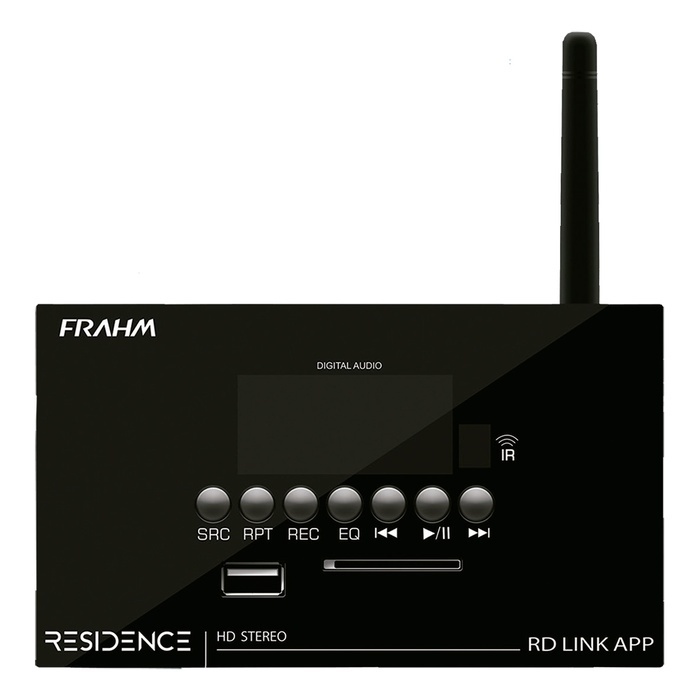 FRAHM
DIGITAL AUDIO
IR
SRC RPT REC EQ
RESIDENCE HD STEREO RD LINK APP